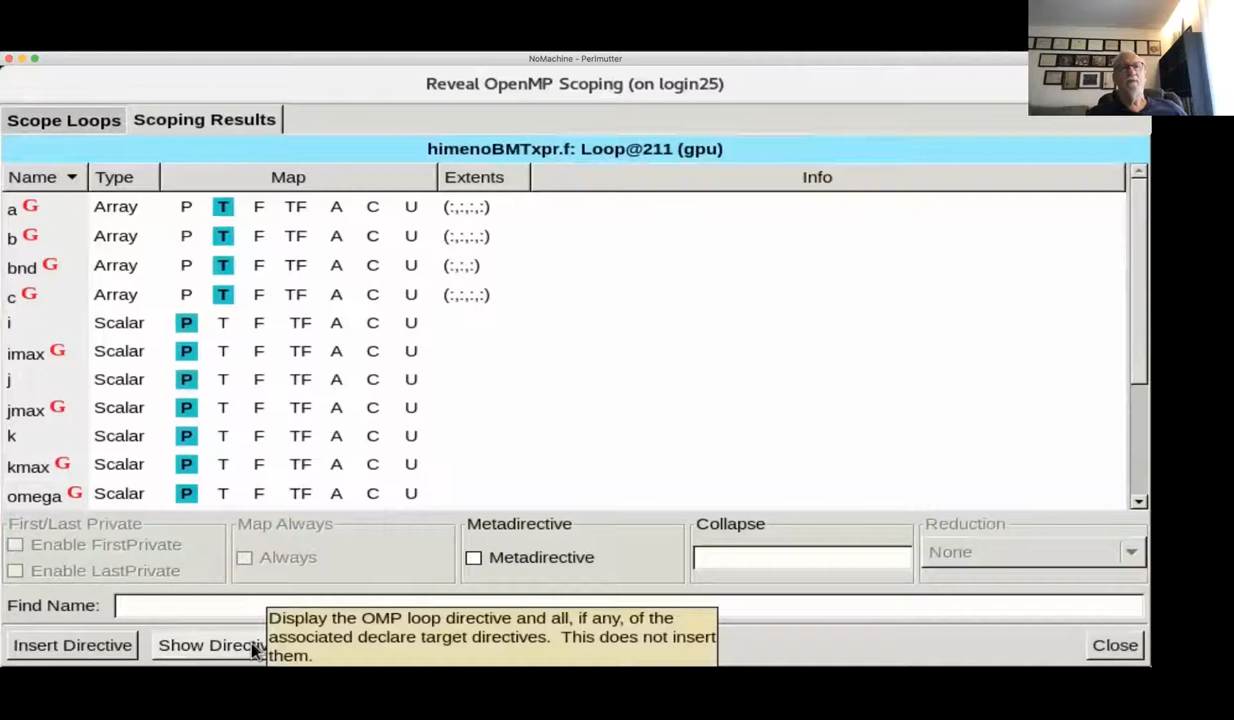 NoMachine - Perlmutter
Reveal OpenMP Scoping (on login25)
Scope Loops Scoping Results
himenoBMTxpr.f: Loop@211 (gpu)
Name Type Map Extents Info
a G Array P T F TF A C U (:,:,:,:)
b G Array P T F TF A C U (:,:,:,:)
bnd G Array P T F TF A C U (:,:,:)
c G Array P T F TF A C U (:,:,:,:)
i Scalar P T F TF A C U
imax G Scalar P T F TF A C U
j Scalar P T F TF A C U
jmax G Scalar P T F TF A C U
k Scalar P T F TF A C U
kmax G Scalar P T F TF A C U
omega G Scalar P T F TF A C U
First/Last Private Map Always Metadirective Collapse Reduction
Enable FirstPrivate Always Metadirective None
Enable LastPrivate
Find Name:
Display the OMP loop directive and all, if any, of the
associated declare target directives. This does not insert
them.
Insert Directive Show Directiv Close